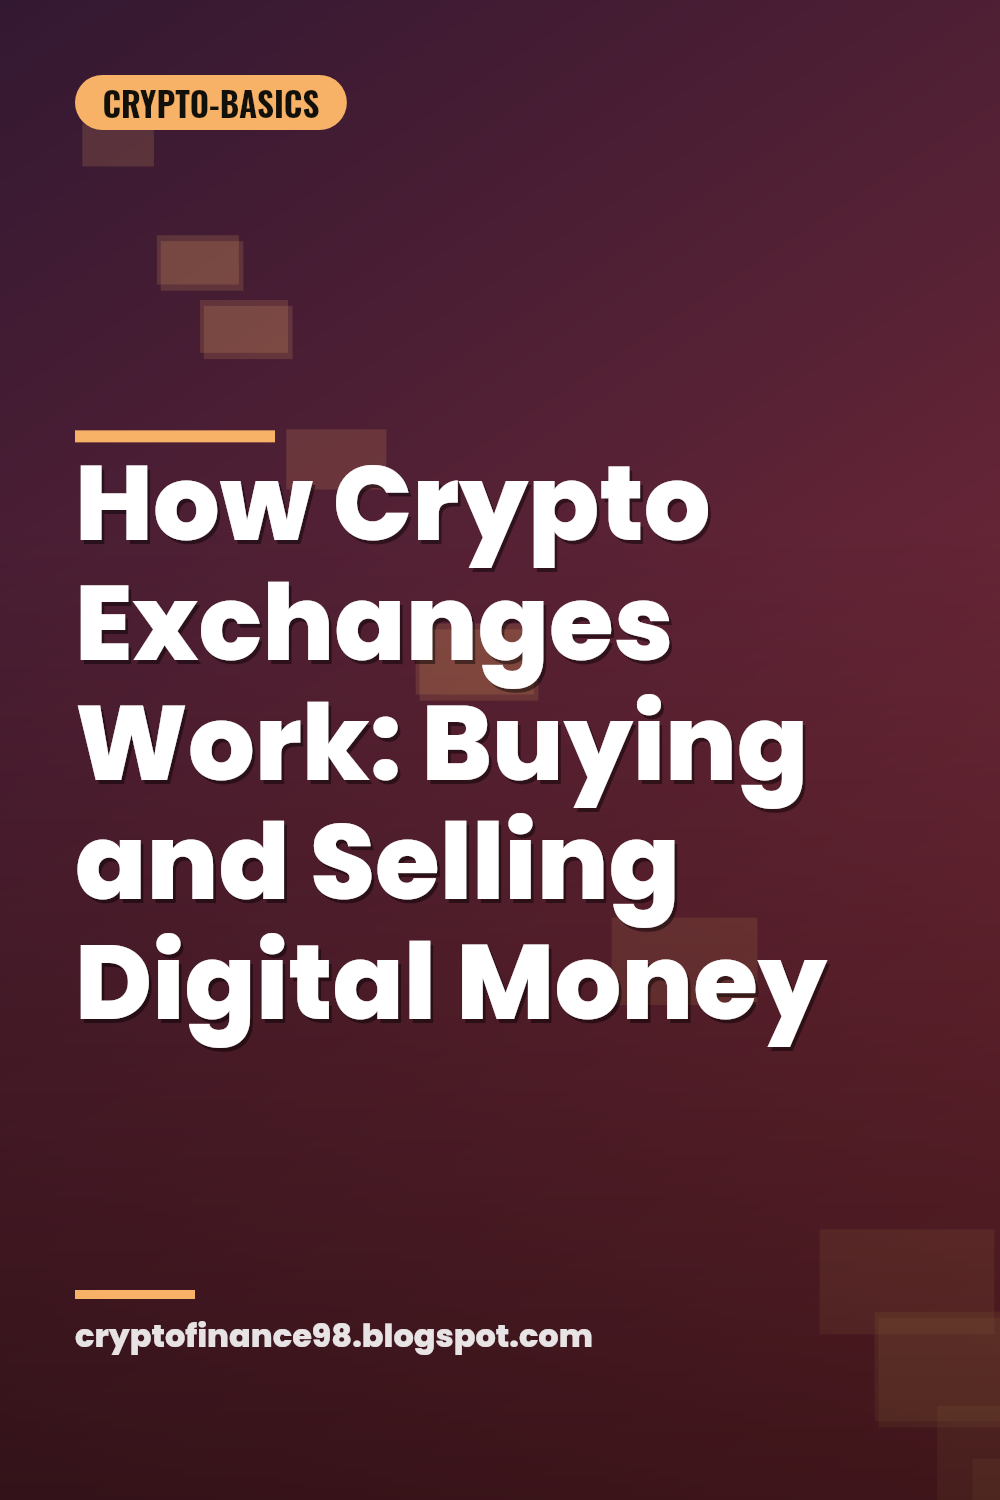 CRYPTO-BASICS
How Crypto
Exchanges
Work: Buying
and Selling
Digital Money
cryptofinance98.blogspot.com